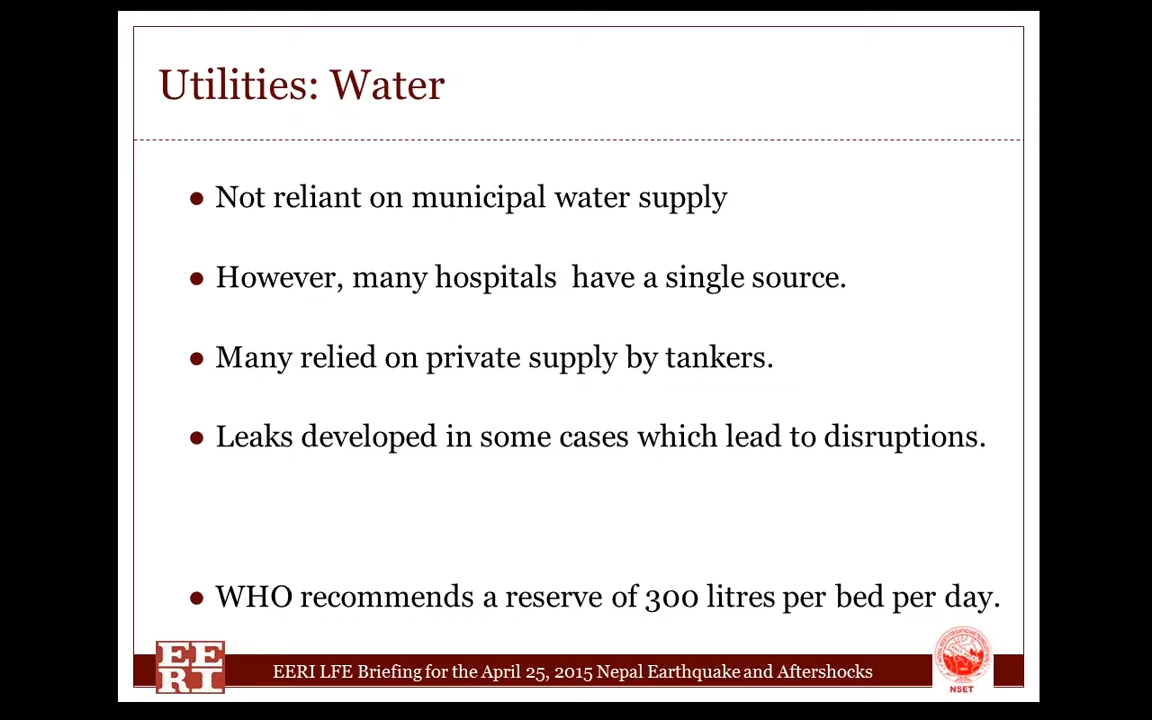 Utilities: Water
● Not reliant on municipal water supply
● However, many hospitals have a single source.
● Many relied on private supply by tankers.
● Leaks developed in some cases which lead to disruptions.
● WHO recommends a reserve of 300 litres per bed per day.
EE
RI
EERI LFE Briefing for the April 25, 2015 Nepal Earthquake and Aftershocks
NSET